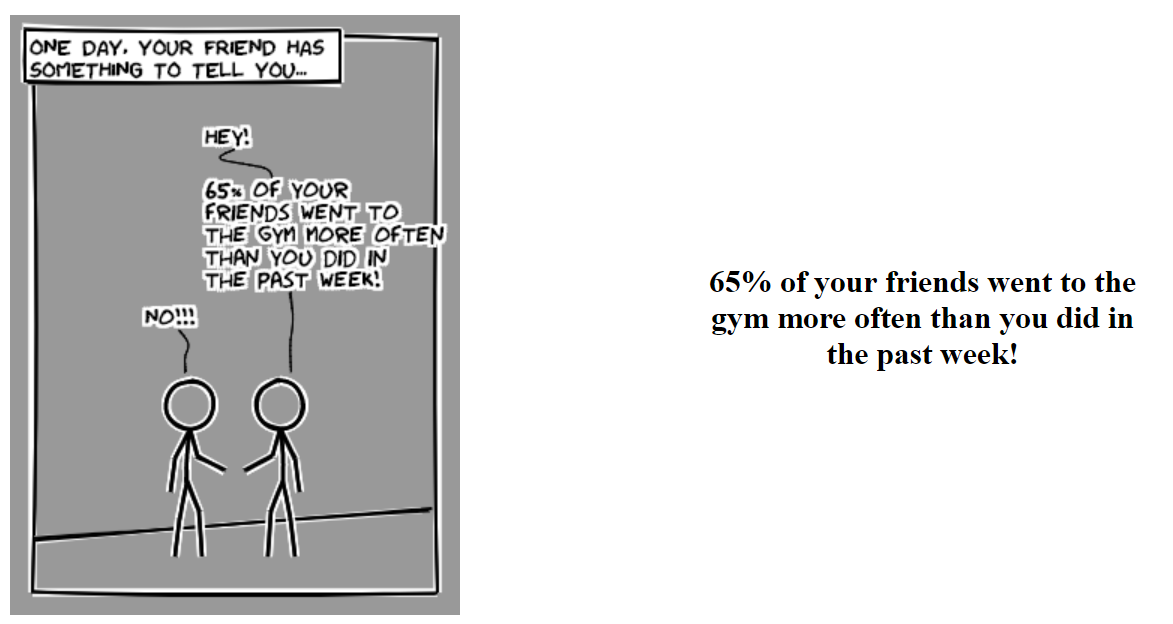 ONE DAY, YOUR FRIEND HAS
SOMETHING TO TELL YOU...
HEY!
65% OF YOUR
FRIENDS WENT TO
THE GYM MORE OFTEN
THAN YOU DID IN
THE PAST WEEK!
NO!!!
65% of your friends went to the
gym more often than you did in
the past week!